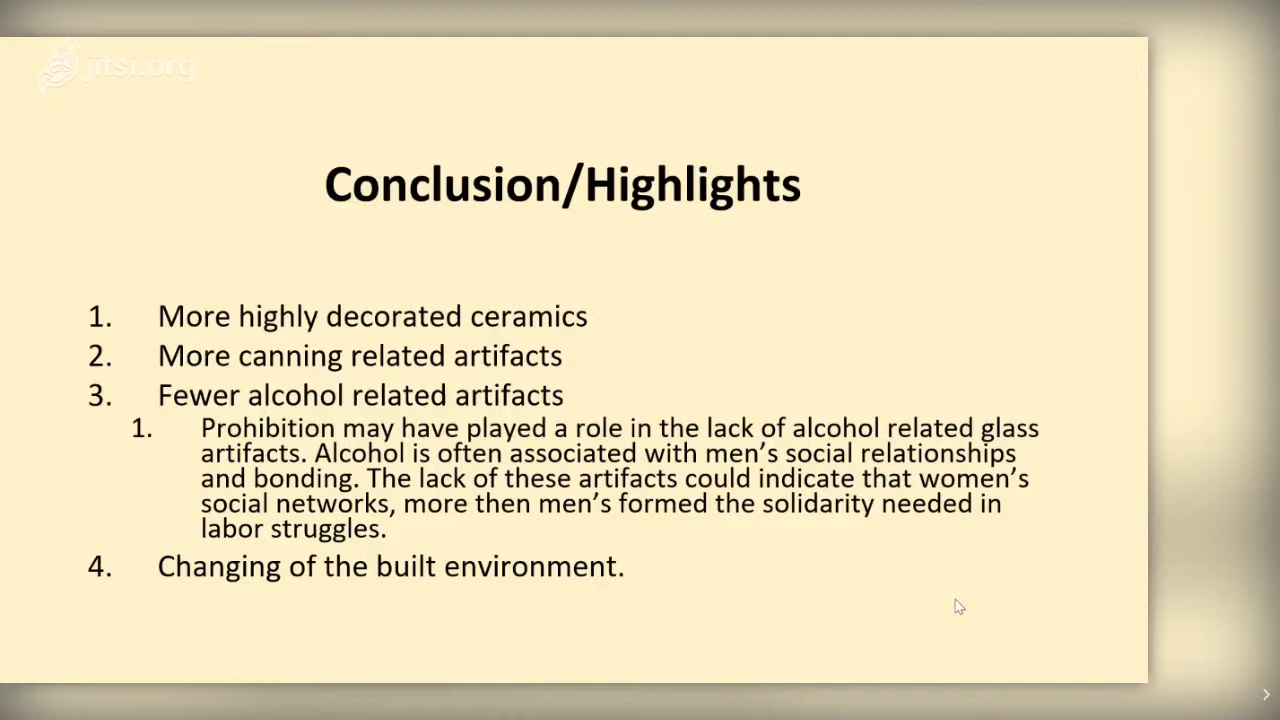 jitsi.org
Conclusion/Highlights
1. More highly decorated ceramics
2. More canning related artifacts
3. Fewer alcohol related artifacts
1. Prohibition may have played a role in the lack of alcohol related glass
artifacts. Alcohol is often associated with men’s social relationships
and bonding. The lack of these artifacts could indicate that women’s
social networks, more then men’s formed the solidarity needed in
labor struggles.
4. Changing of the built environment.